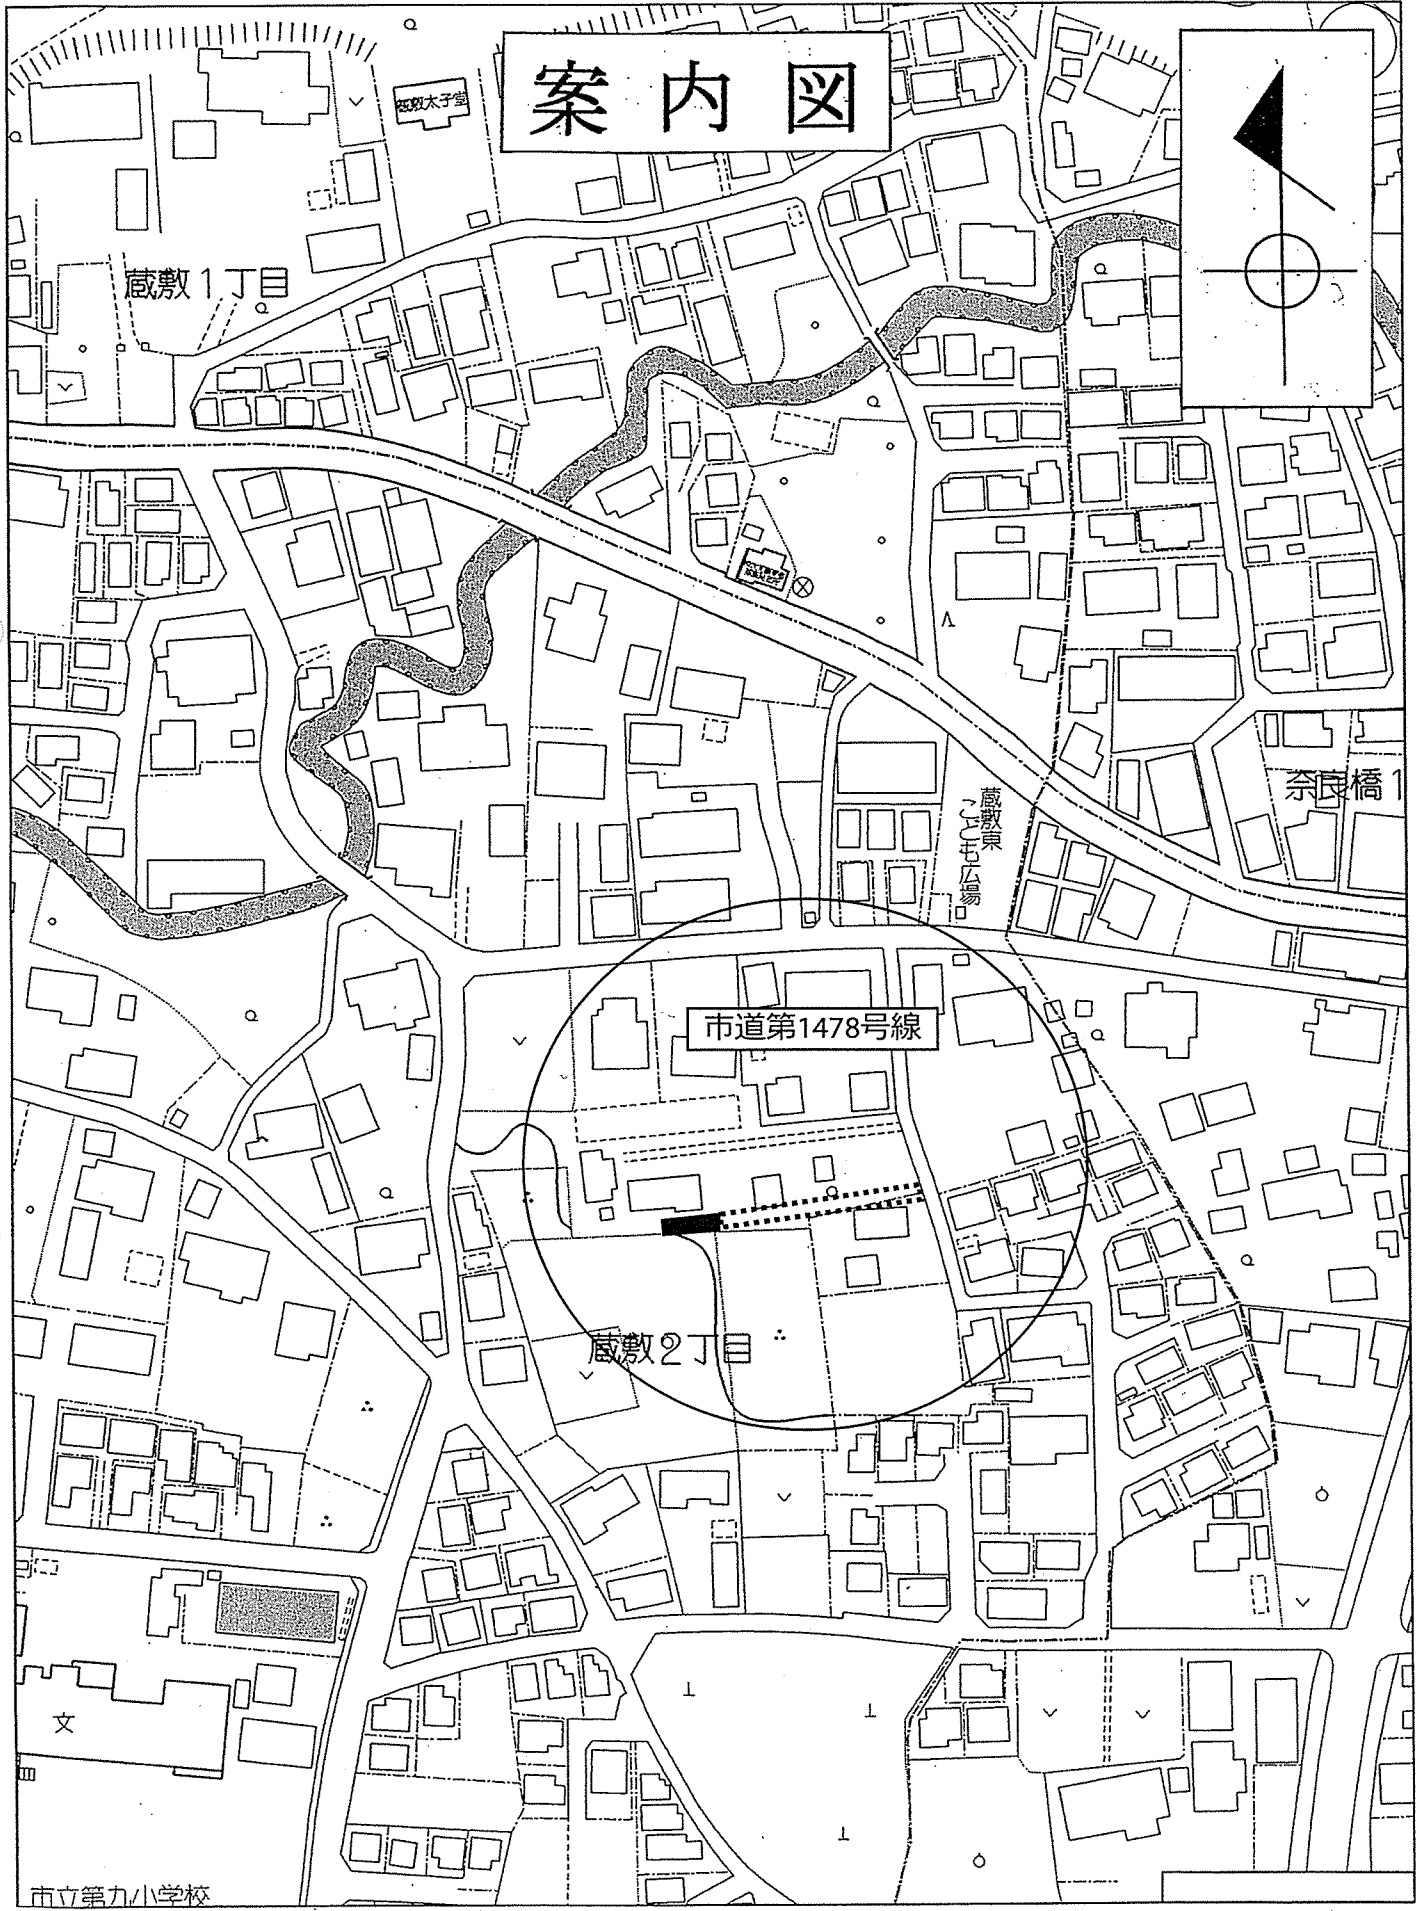 案内図
蔵敷太子堂
蔵敷1丁目
奈良橋1
蔵敷東
こども広場
市道第1478号線
蔵敷2丁目
文
市立第九小学校